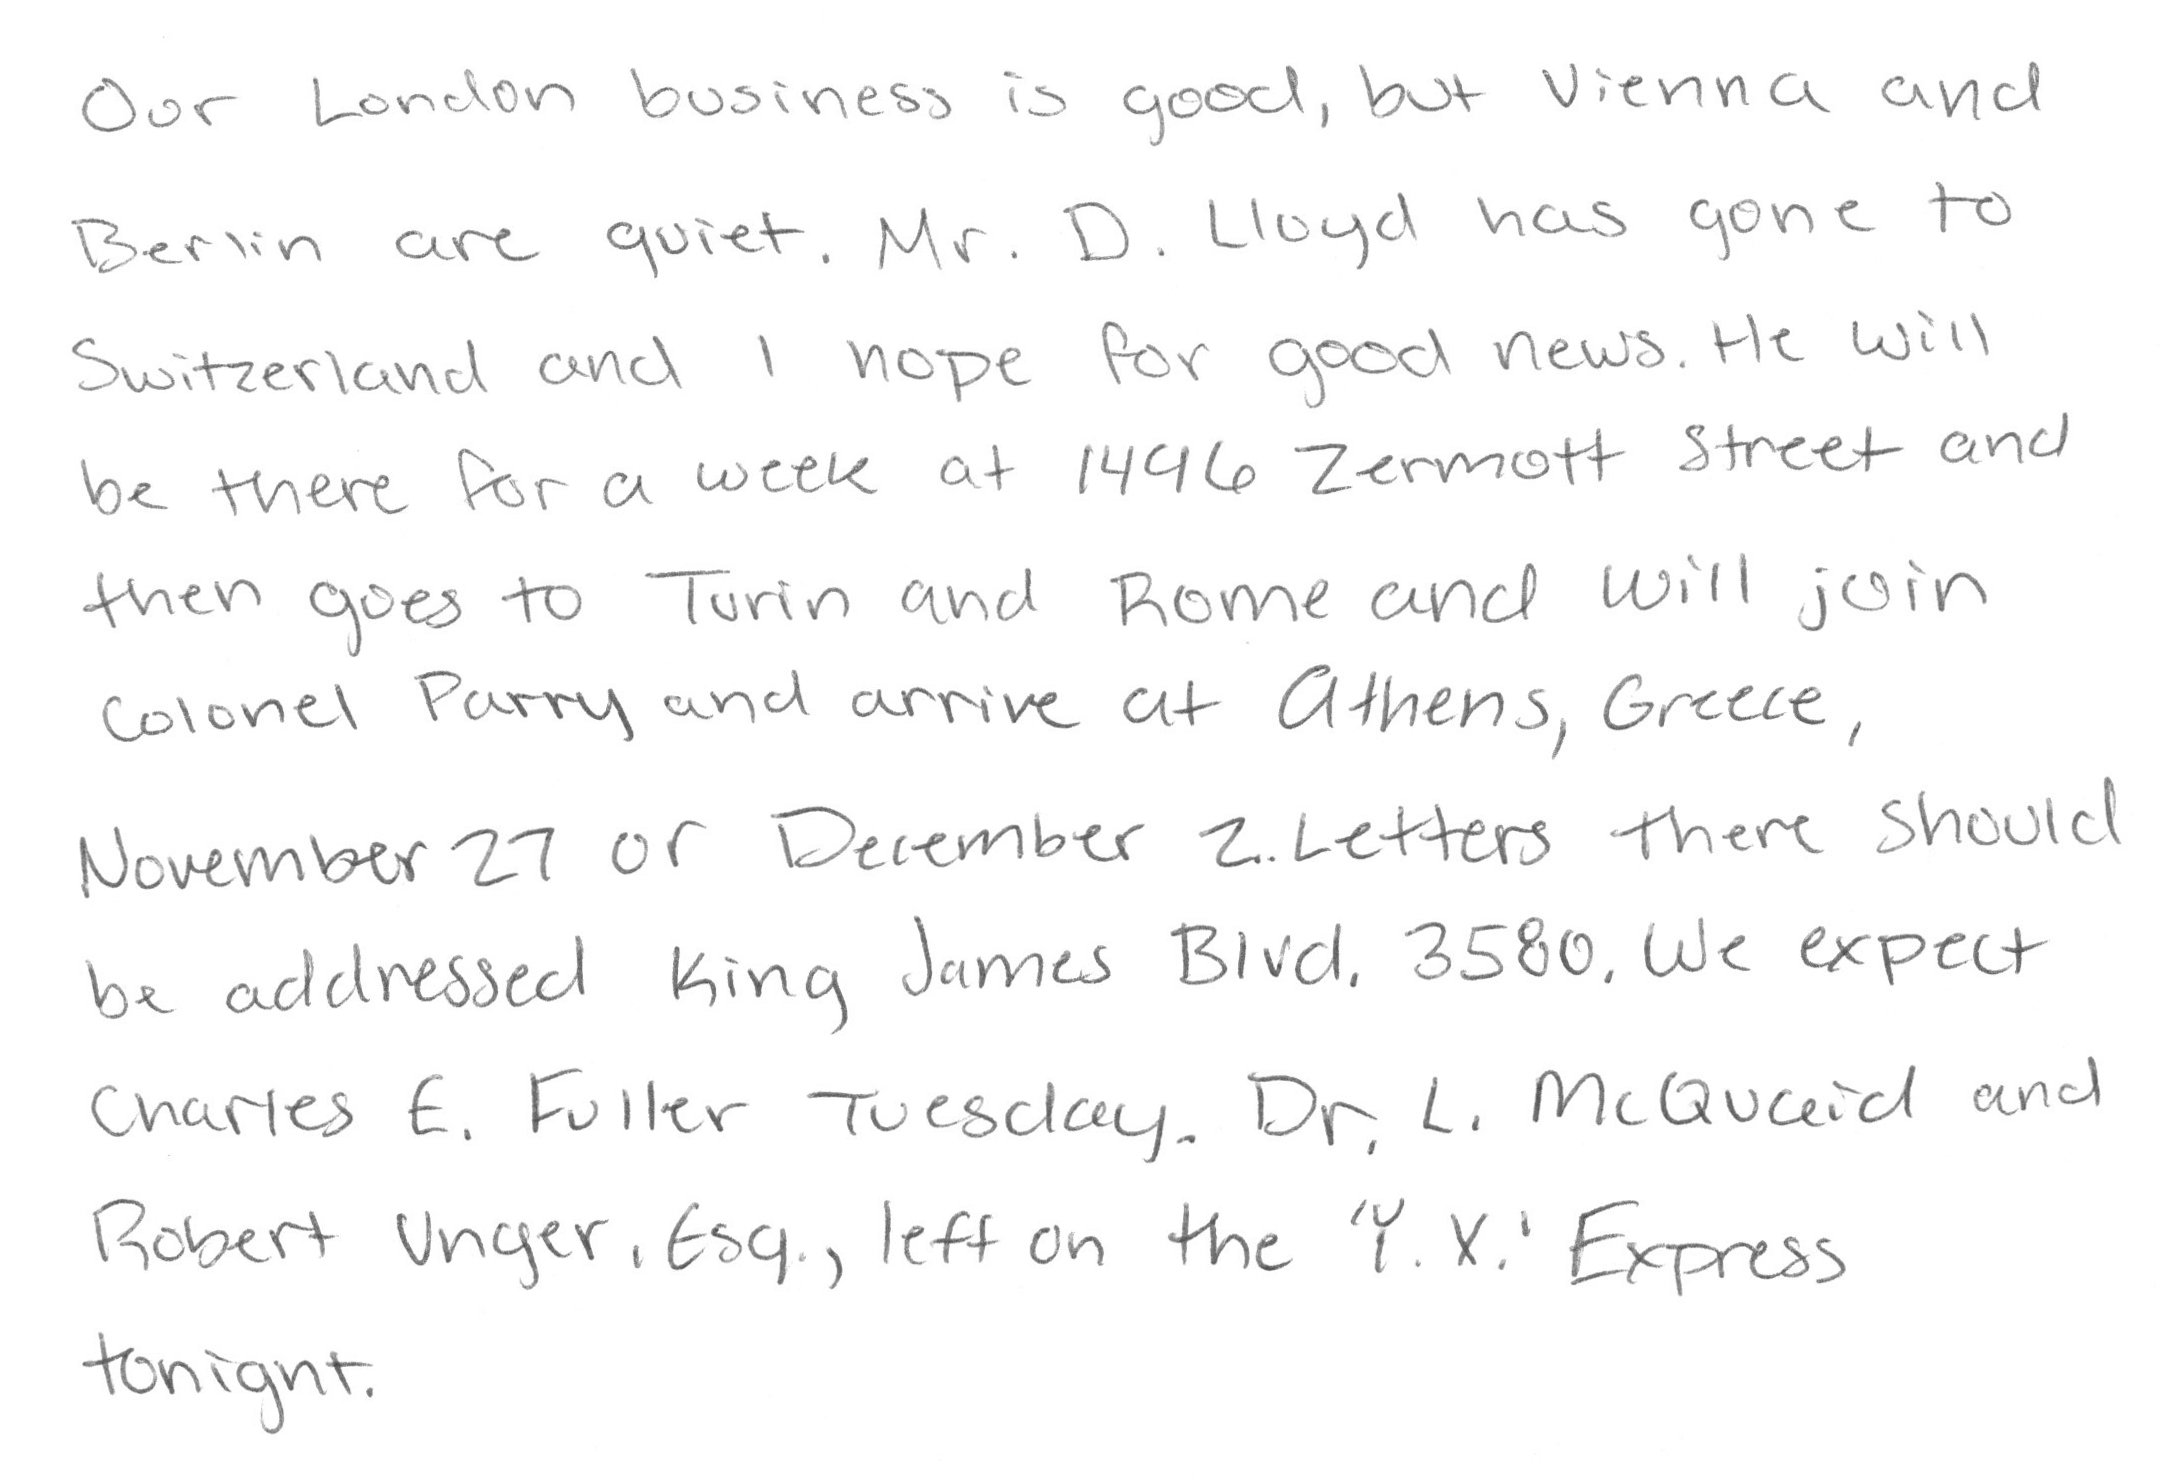 Our London business is good, but Vienna and
Berlin are quiet. Mr. D. Lloyd has gone to
Switzerland and I hope for good news. He will
be there for a week at 1496 Zermott Street and
then goes to Turin and Rome and will join
Colonel Parry and arrive at Athens, Greece,
November 27 or December 2. Letters there should
be addressed King James Blvd. 3580. We expect
Charles E. Fuller Tuesday. Dr. L. McQuaid and
Robert Unger, Esq., left on the 'Y. X.' Express
tonight.